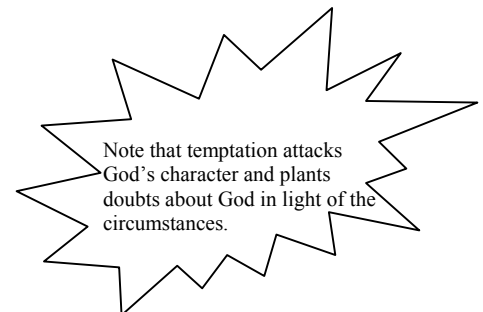 Note that temptation attacks
God’s character and plants
doubts about God in light of the
circumstances.